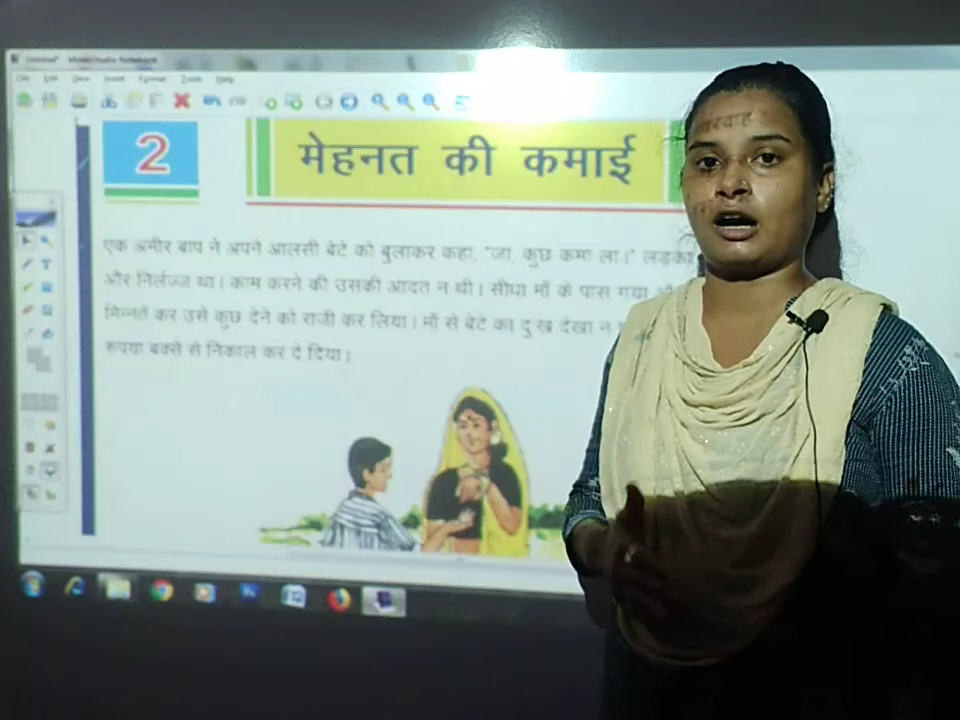 2
मेहनत की कमाई
एक अमीर बाप ने अपने आलसी बेटे को बुलाकर कहा, "जा, कुछ कमा ला।" लड़का
और निर्लज्ज था। काम करने की उसकी आदत न थी। सीधा माँ के पास गया
मिन्नतें कर उसे कुछ देने को राजी कर लिया। माँ से बेटे का दुःख देखा न
रुपया बक्से से निकाल कर दे दिया।